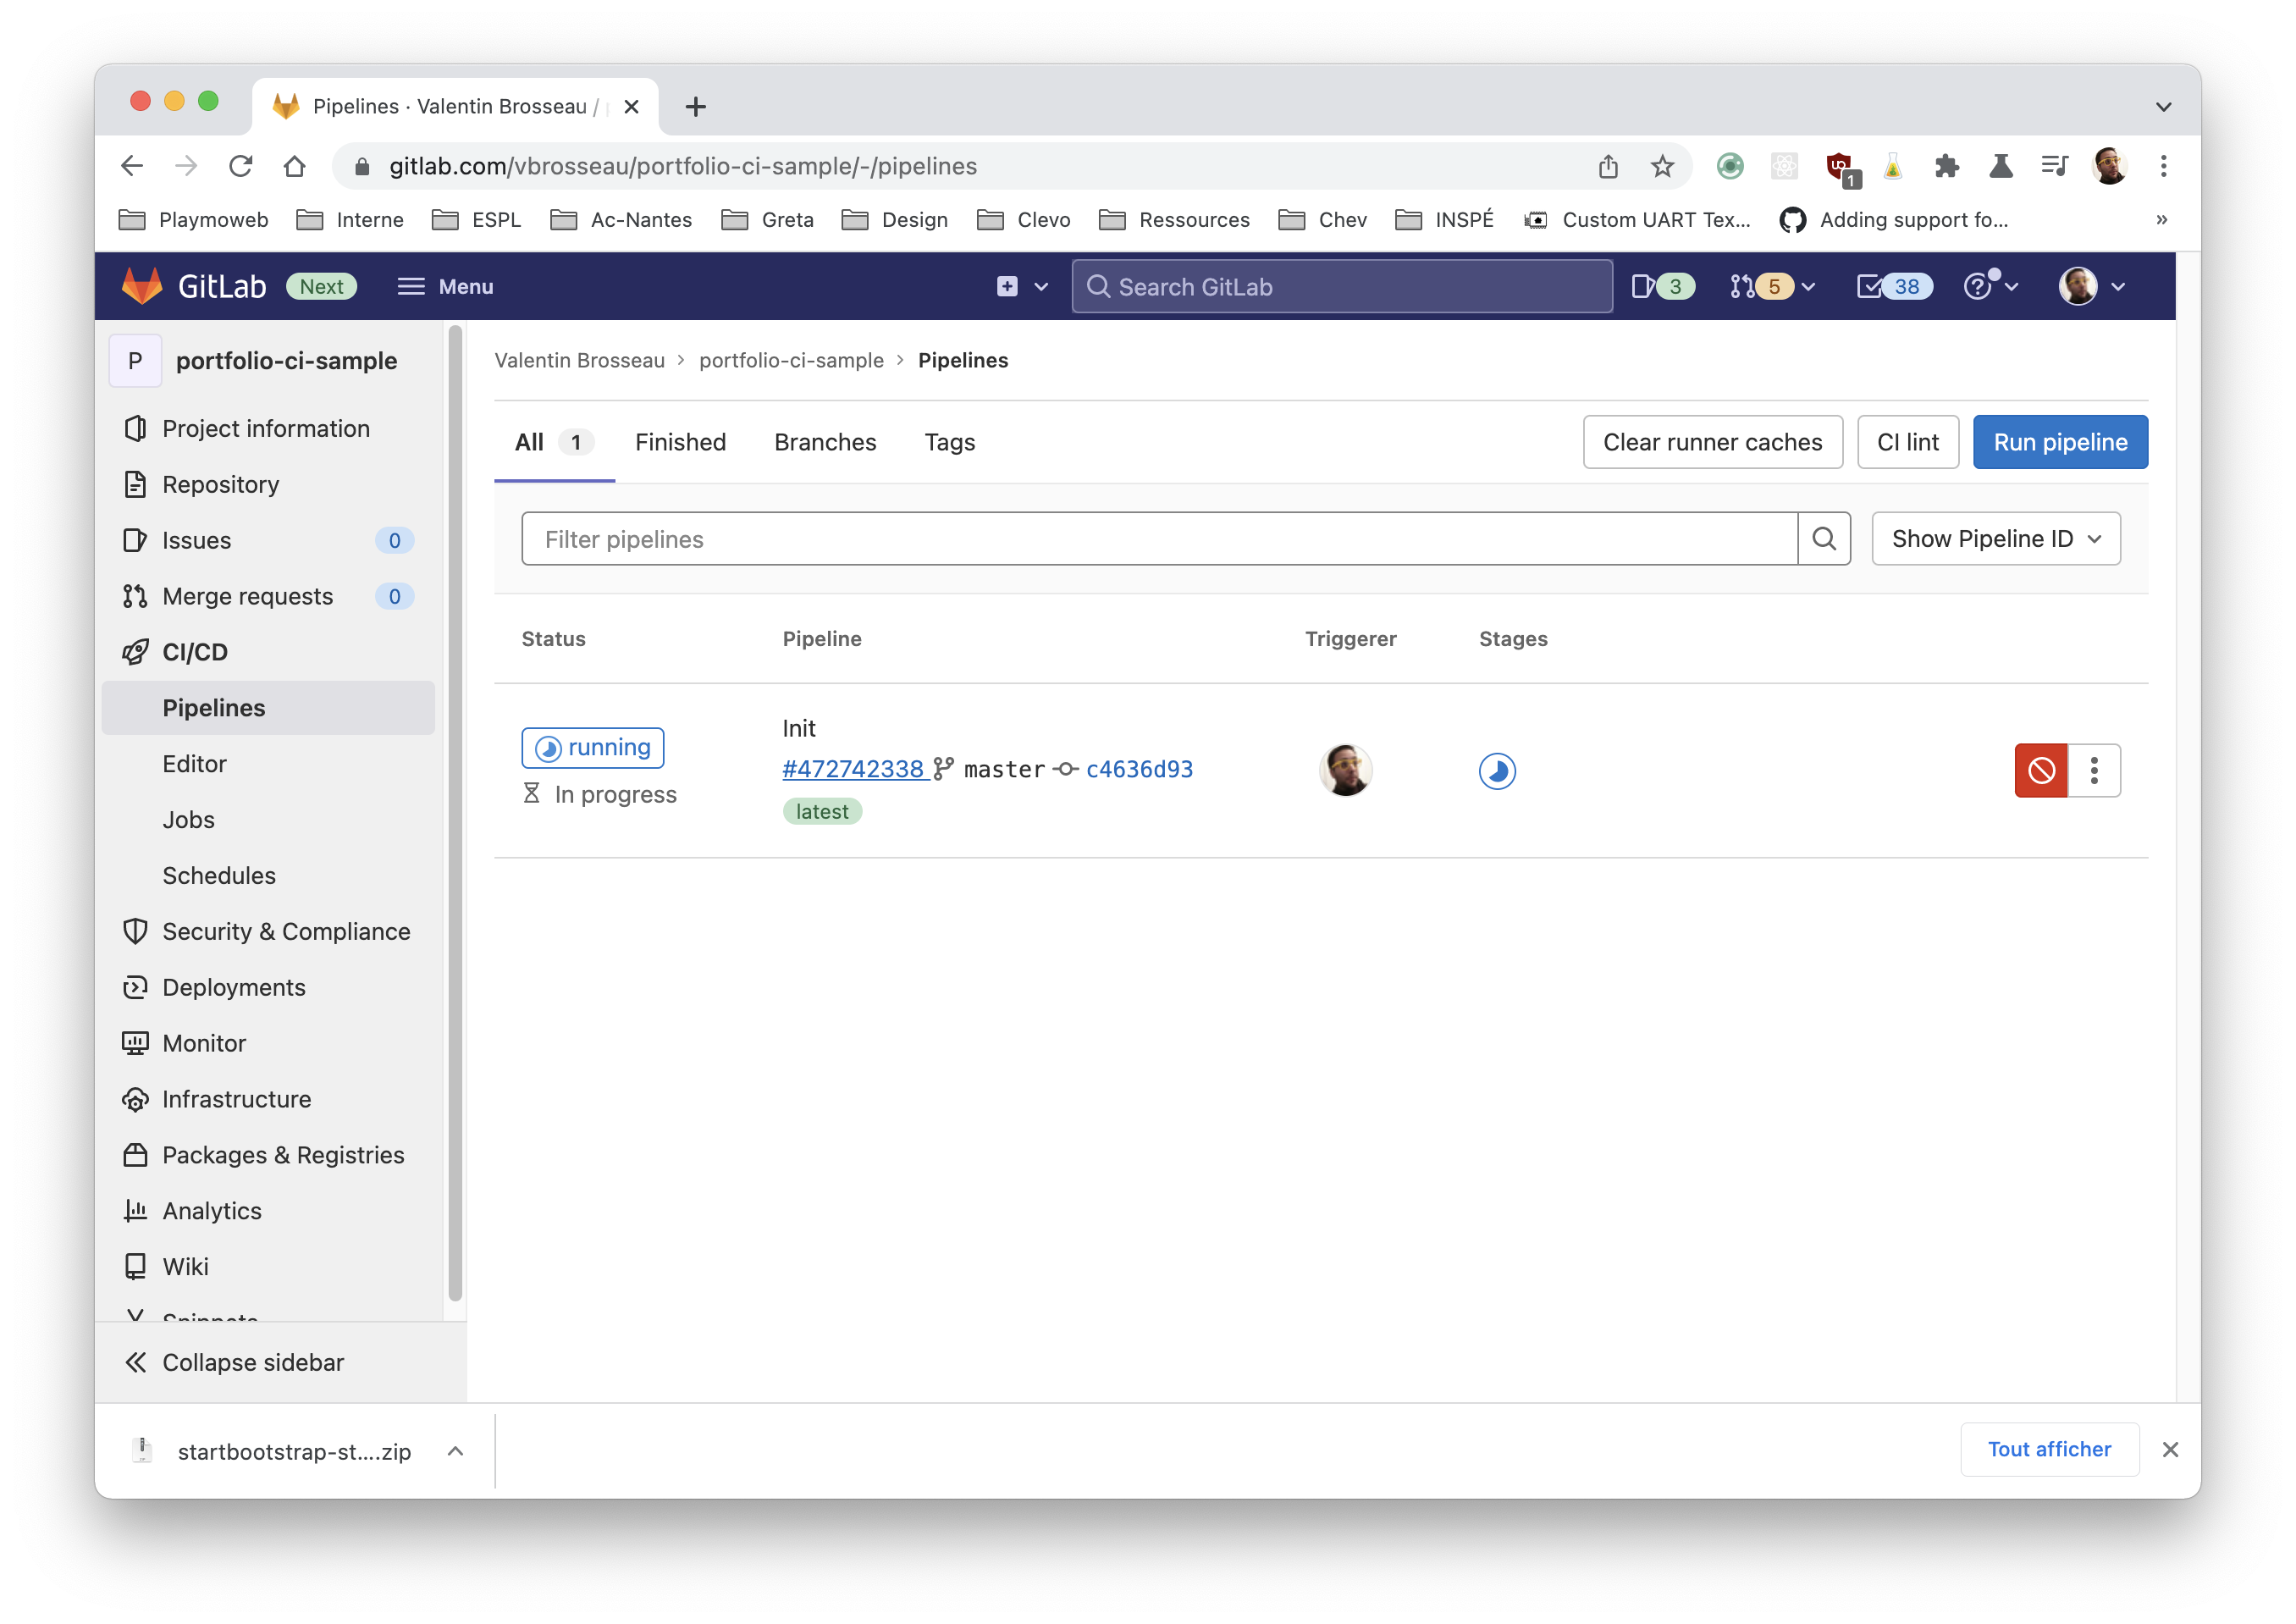 Pipelines · Valentin Brosseau /
gitlab.com/vbrosseau/portfolio-ci-sample/-/pipelines
1
Playmoweb Interne ESPL Ac-Nantes Greta Design Clevo Ressources Chev INSPÉ Custom UART Tex... Adding support fo... »
GitLab Next Menu Search GitLab 3 5 38
P portfolio-ci-sample
Project information
Repository
Issues 0
Merge requests 0
CI/CD
Pipelines
Editor
Jobs
Schedules
Security & Compliance
Deployments
Monitor
Infrastructure
Packages & Registries
Analytics
Wiki
Snippets
Collapse sidebar
Valentin Brosseau > portfolio-ci-sample > Pipelines
All 1 Finished Branches Tags Clear runner caches CI lint Run pipeline
Filter pipelines Show Pipeline ID
Status Pipeline Triggerer Stages
running
In progress
Init
#472742338 master c4636d93
latest
startbootstrap-st....zip Tout afficher